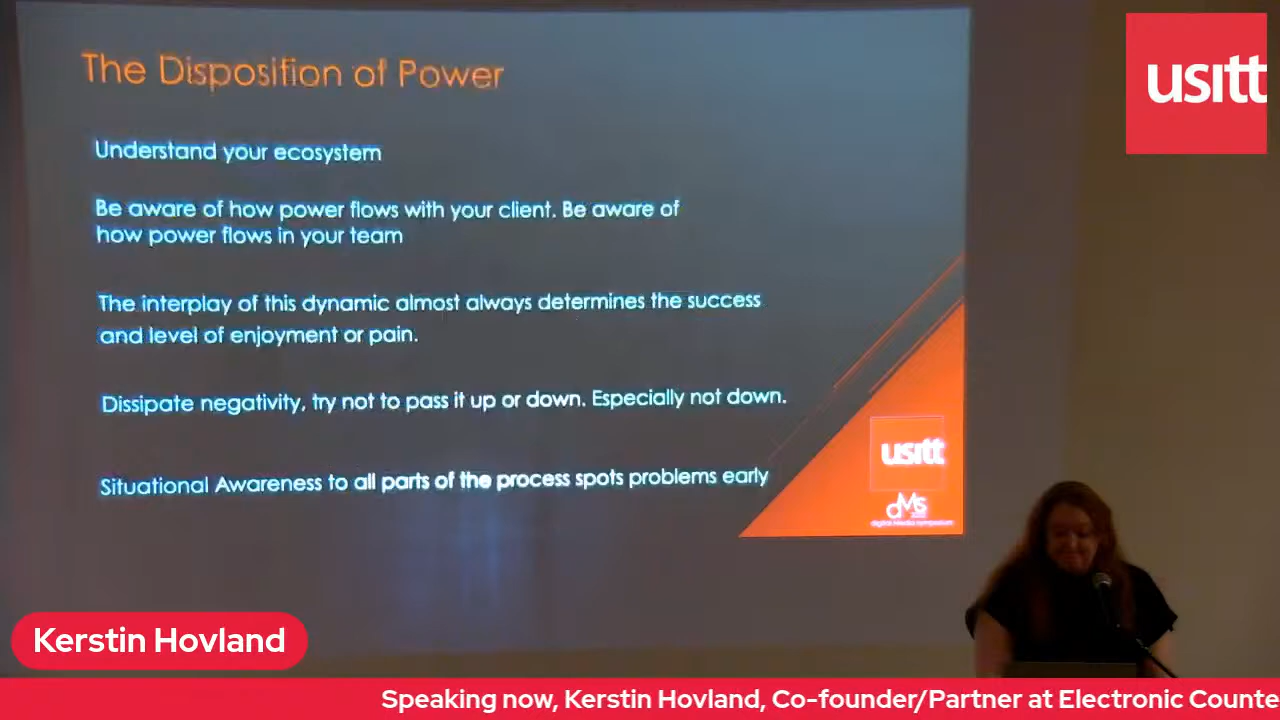 The Disposition of Power
usitt
Understand your ecosystem
Be aware of how power flows with your client. Be aware of
how power flows in your team
The interplay of this dynamic almost always determines the success
and level of enjoyment or pain.
Dissipate negativity, try not to pass it up or down. Especially not down.
usitt
Situational Awareness to all parts of the process spots problems early
dMs
digital media symposium
Kerstin Hovland
Speaking now, Kerstin Hovland, Co-founder/Partner at Electronic Counte